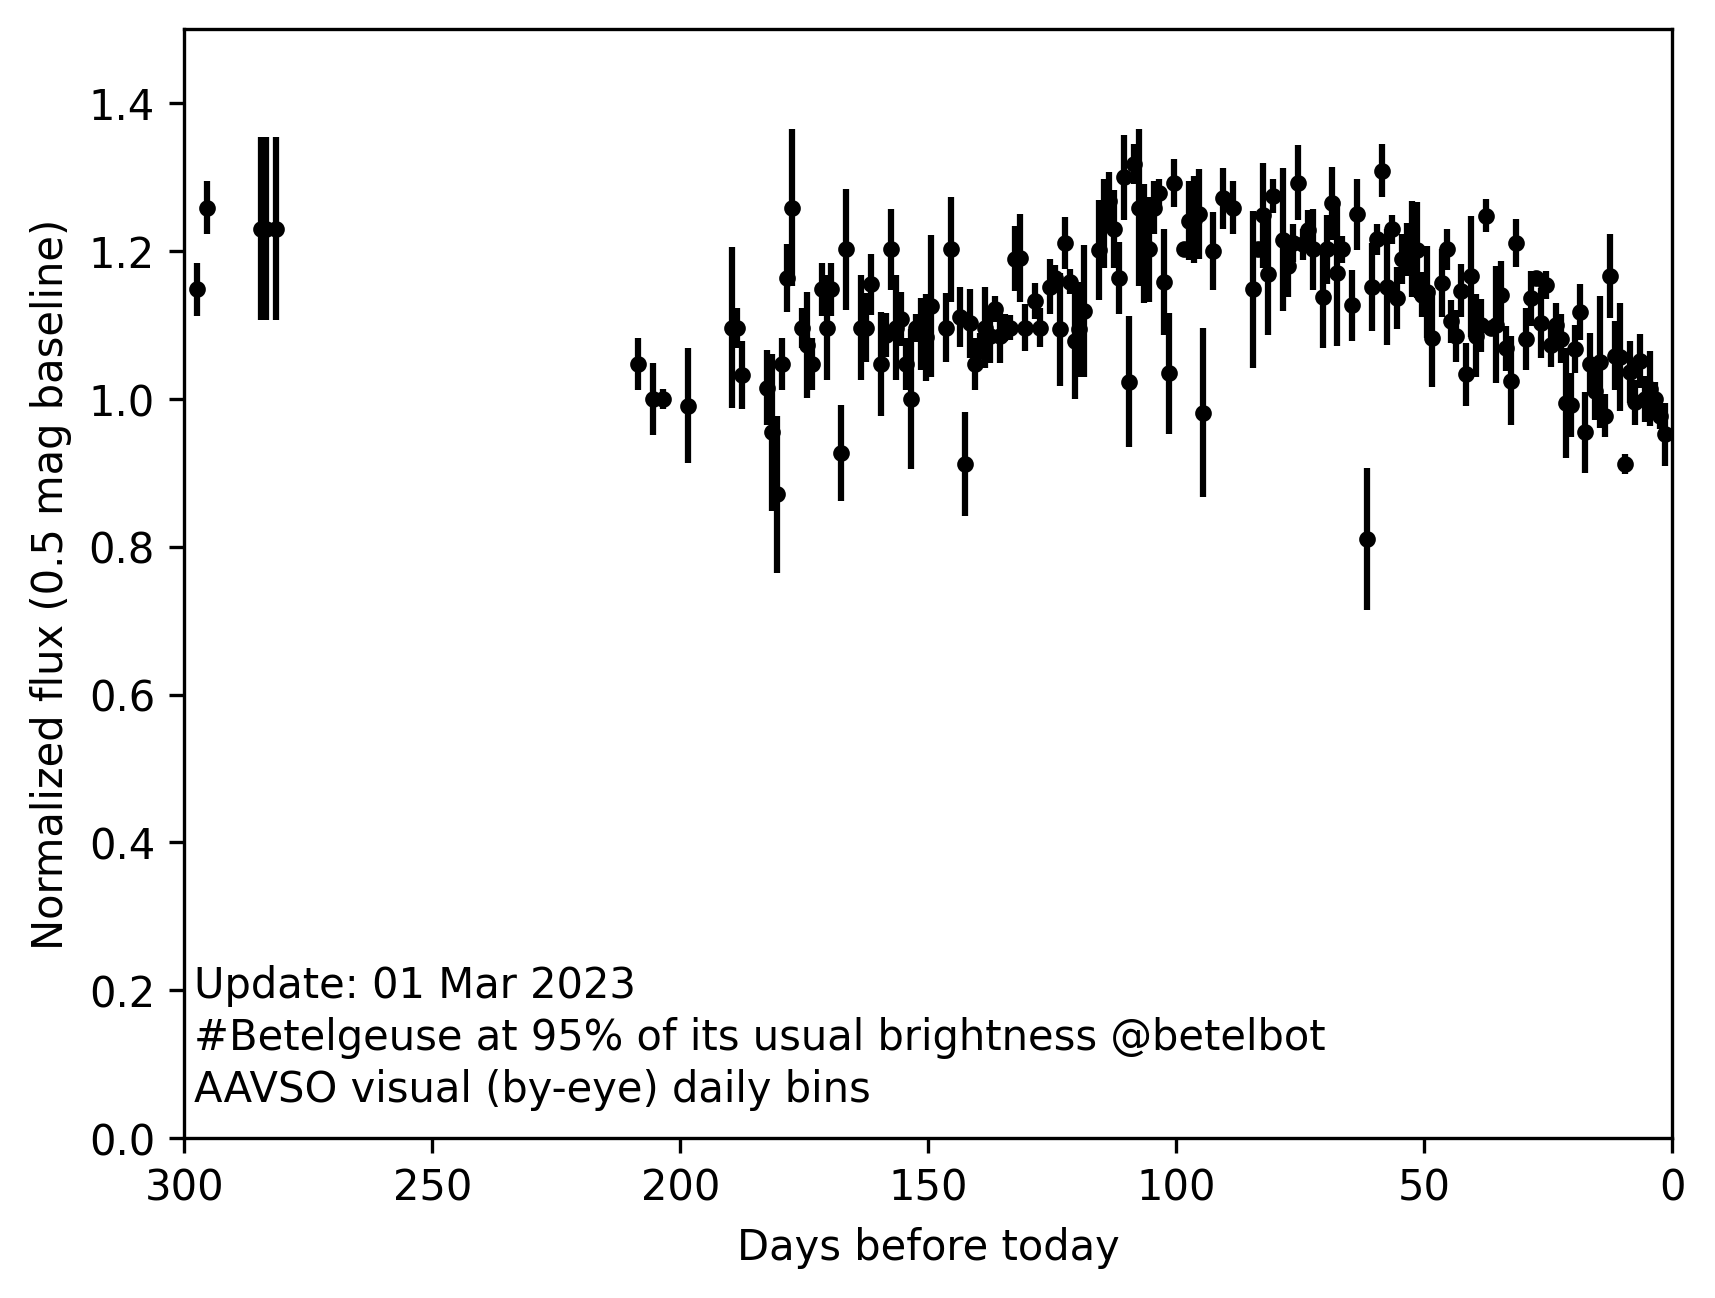 1.4
1.2
1.0
0.8
0.6
0.4
0.2
0.0
Normalized flux (0.5 mag baseline)
Update: 01 Mar 2023
#Betelgeuse at 95% of its usual brightness @betelbot
AAVSO visual (by-eye) daily bins
300 250 200 150 100 50 0
Days before today